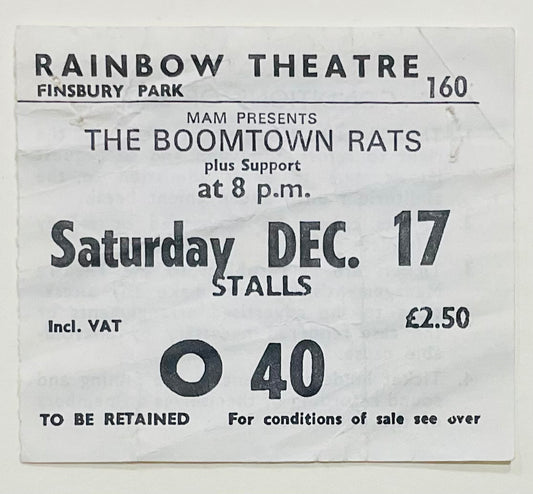 RAINBOW THEATRE
FINSBURY PARK 160
MAM PRESENTS
THE BOOMTOWN RATS
plus Support
at 8 p.m.
Saturday DEC. 17
STALLS
Incl. VAT £2.50
O 40
TO BE RETAINED For conditions of sale see over